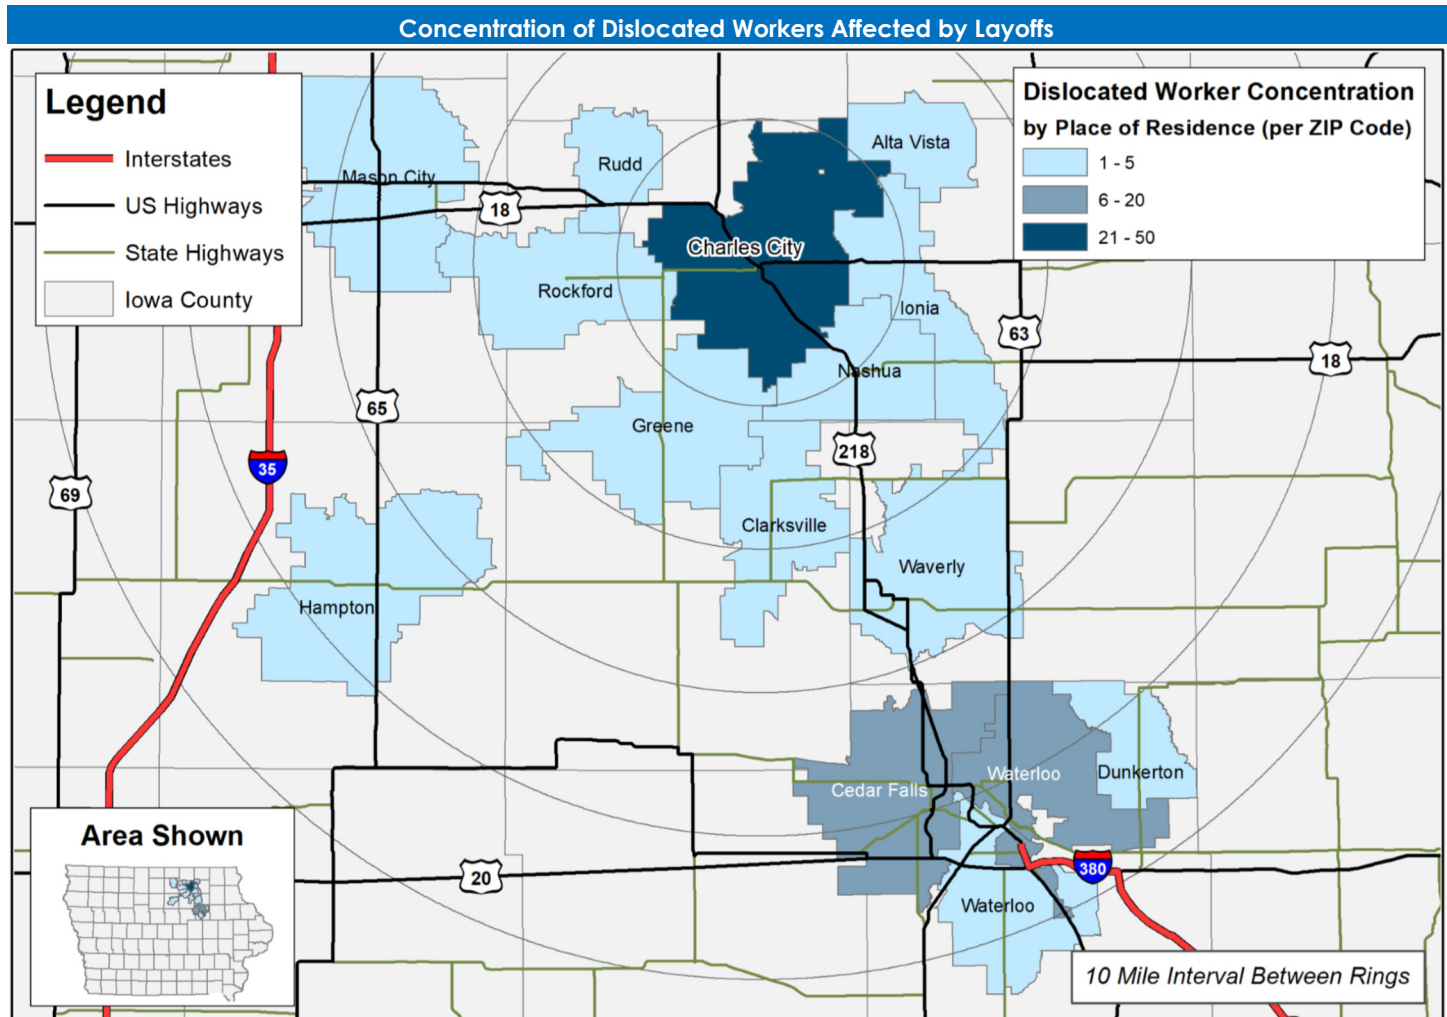 Concentration of Dislocated Workers Affected by Layoffs
Legend
Interstates
US Highways
State Highways
Iowa County
Dislocated Worker Concentration
by Place of Residence (per ZIP Code)
1 - 5
6 - 20
21 - 50
Alta Vista
Rudd
Mason City
18
Charles City
Rockford
Ionia
63
18
Nashua
65
Greene
218
35
69
Clarksville
Waverly
Hampton
Waterloo
Dunkerton
Cedar Falls
380
20
Waterloo
Area Shown
10 Mile Interval Between Rings